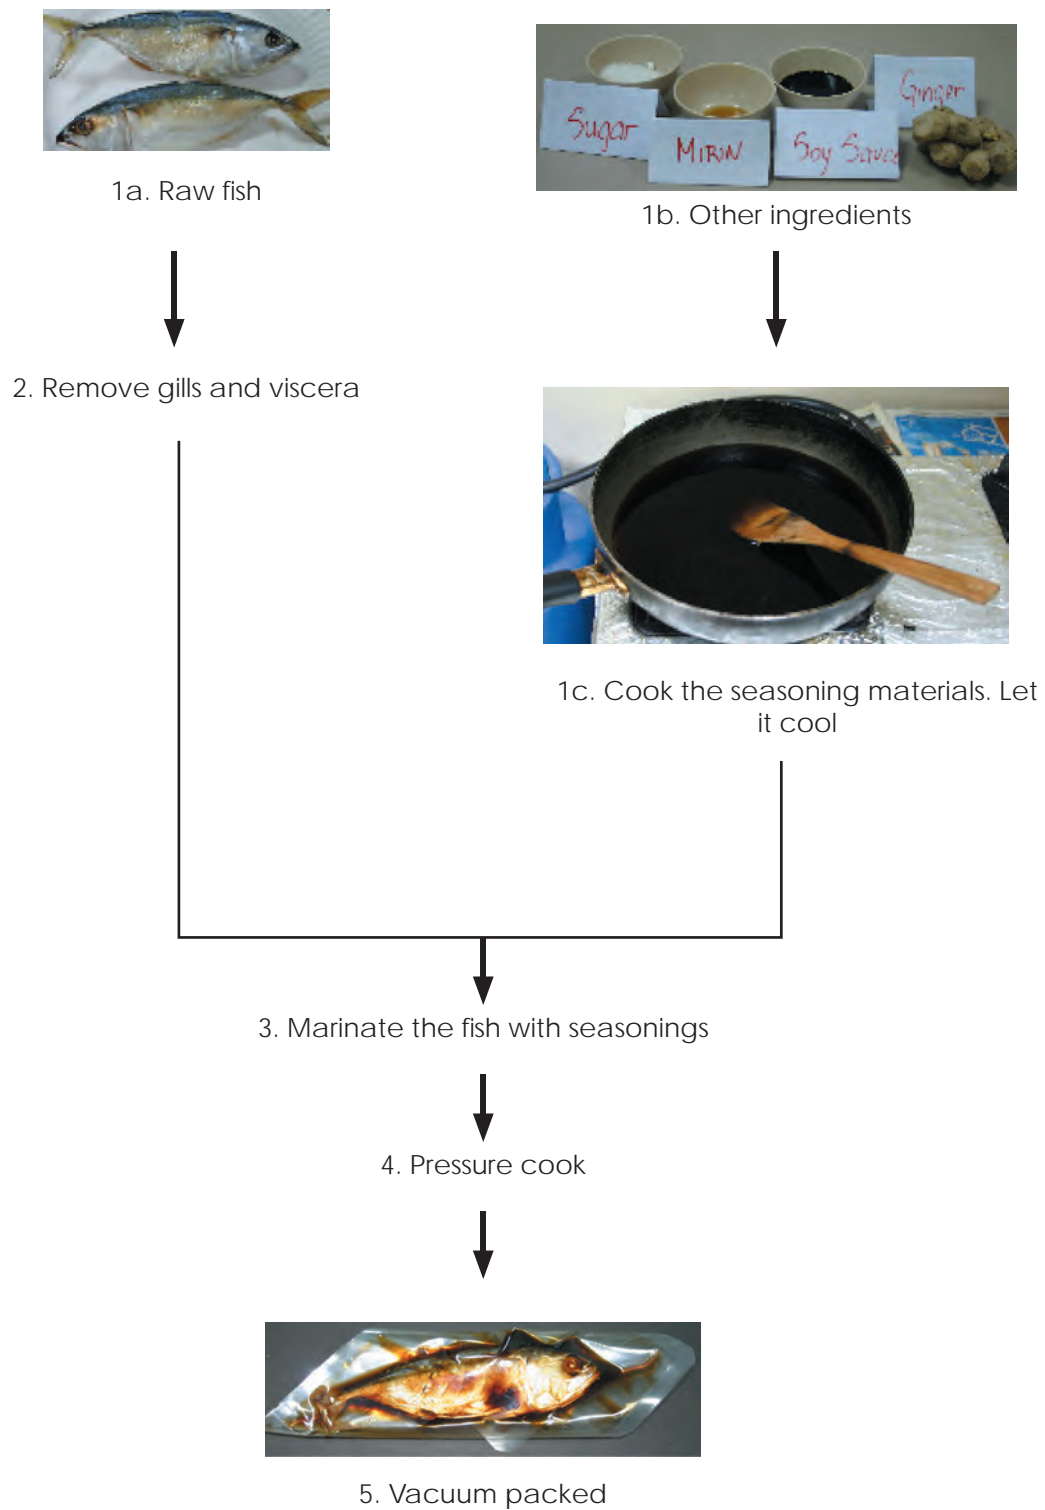 Sugar
MIRIN
Soy Sauce
Ginger
1a. Raw fish
1b. Other ingredients
2. Remove gills and viscera
1c. Cook the seasoning materials. Let
it cool
3. Marinate the fish with seasonings
4. Pressure cook
5. Vacuum packed